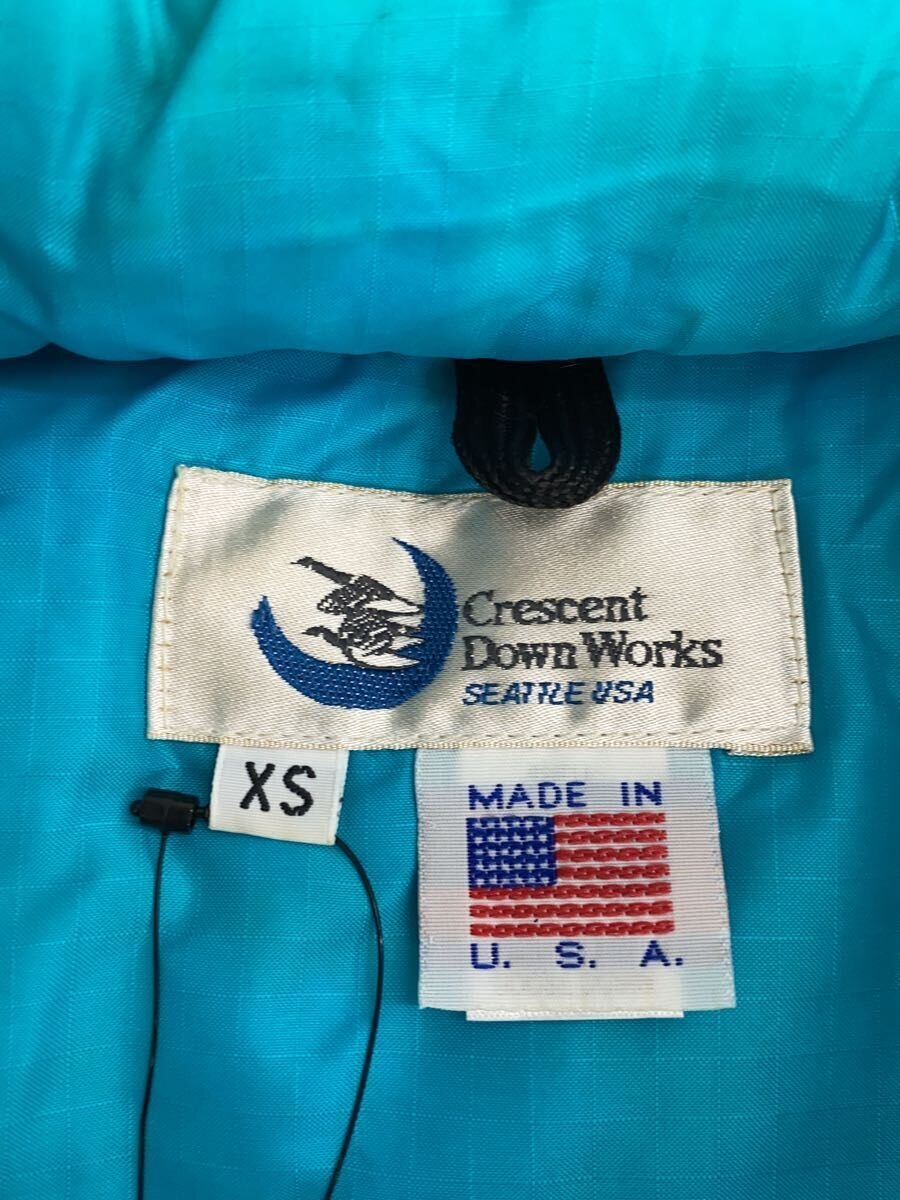 Crescent
Down Works
SEATTLE USA
XS
MADE IN
U. S. A.